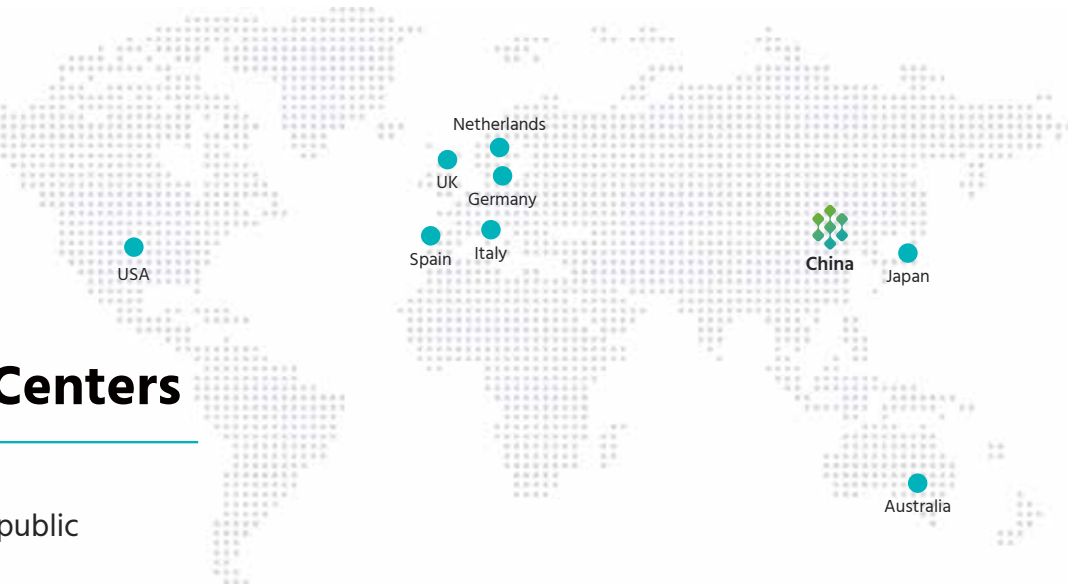 Netherlands
UK
Germany
Spain
Italy
USA
China
Japan
Centers
Australia
public